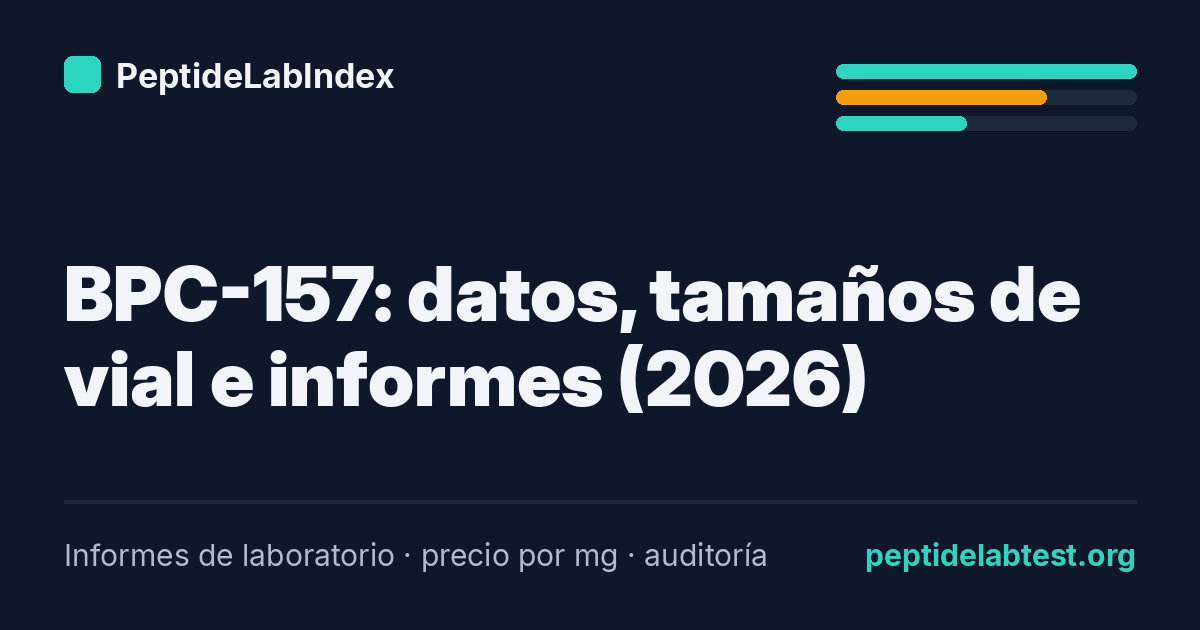 PeptideLabIndex
BPC-157: datos, tamaños de
vial e informes (2026)
Informes de laboratorio · precio por mg · auditoría
peptidelabtest.org